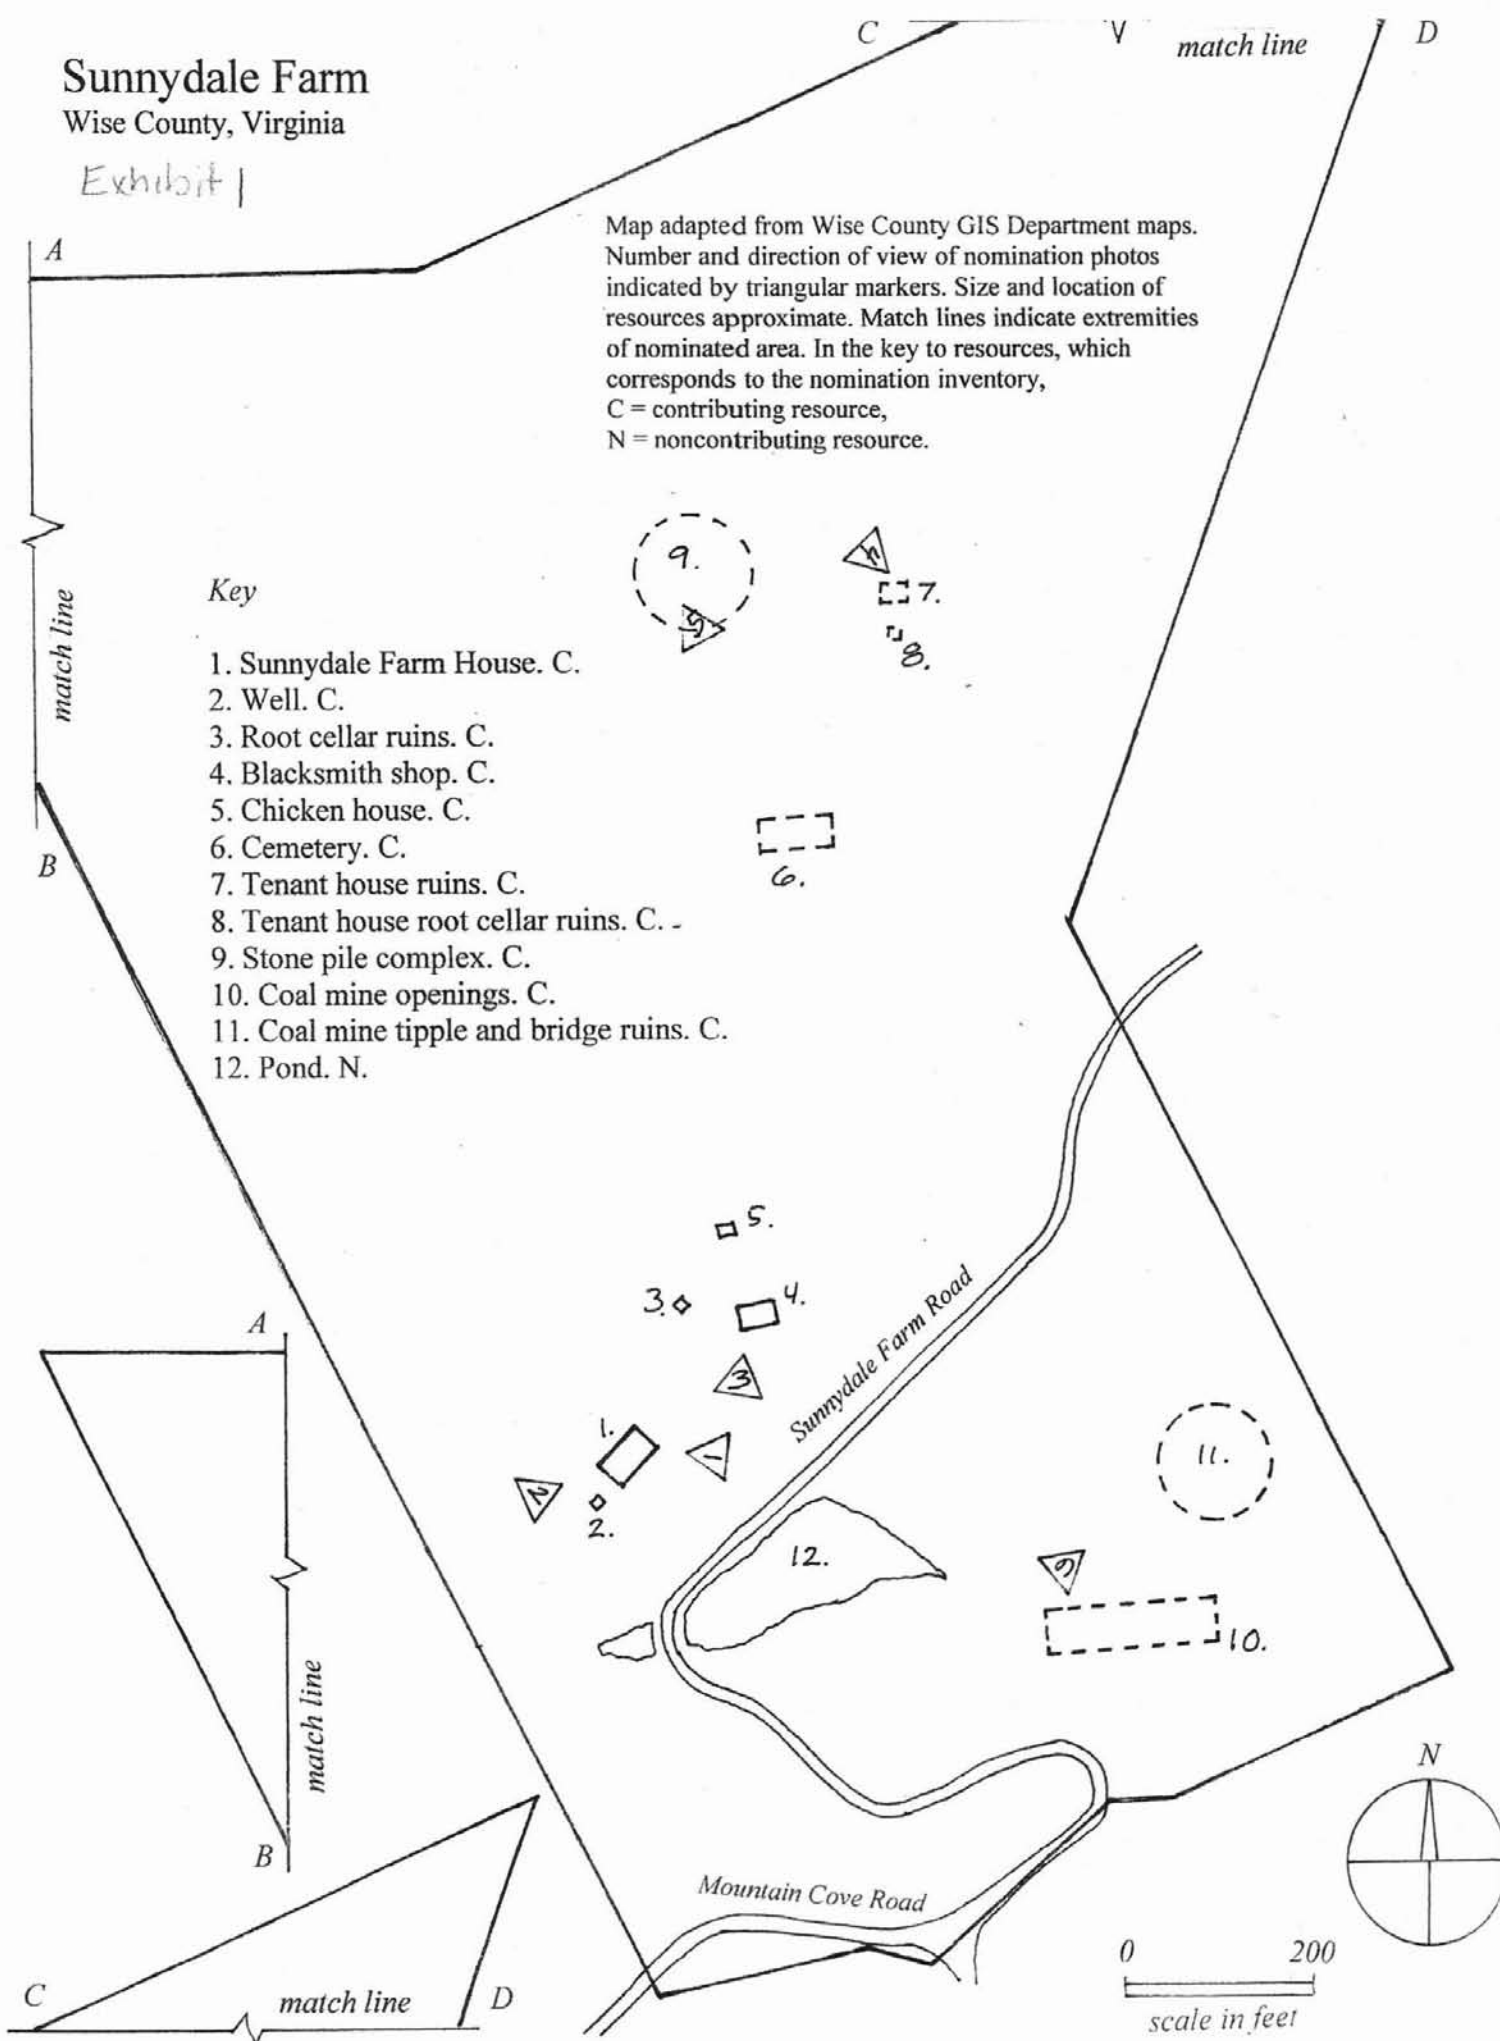 Sunnydale Farm
Wise County, Virginia
Exhibit 1
C
V
match line
D
A
Map adapted from Wise County GIS Department maps.
Number and direction of view of nomination photos
indicated by triangular markers. Size and location of
resources approximate. Match lines indicate extremities
of nominated area. In the key to resources, which
corresponds to the nomination inventory,
C = contributing resource,
N = noncontributing resource.
match line
B
Key
1. Sunnydale Farm House. C.
2. Well. C.
3. Root cellar ruins. C.
4. Blacksmith shop. C.
5. Chicken house. C.
6. Cemetery. C.
7. Tenant house ruins. C.
8. Tenant house root cellar ruins. C. -
9. Stone pile complex. C.
10. Coal mine openings. C.
11. Coal mine tipple and bridge ruins. C.
12. Pond. N.
9.
4
7.
5
8.
6.
5.
3.
4.
3
Sunnydale Farm Road
1.
1
2
2.
11.
12.
10.
A
match line
B
C
match line
D
Mountain Cove Road
N
0 200
scale in feet